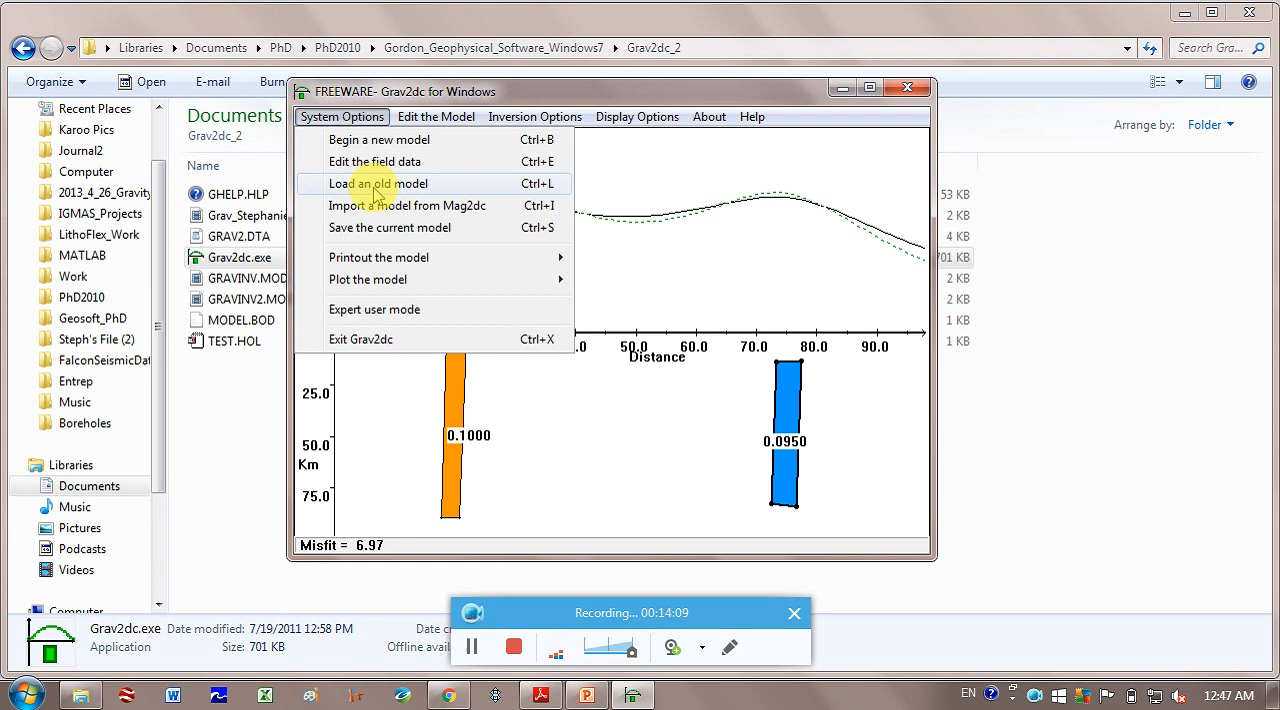 Libraries
Documents
PhD
PhD2010
Gordon_Geophysical_Software_Windows7
Grav2dc_2
Search Gra...
Organize
Open
E-mail
Burn
Recent Places
Karoo Pics
Journal2
Computer
2013_4_26_Gravity
IGMAS_Projects
LithoFlex_Work
MATLAB
Work
PhD2010
Geosoft_PhD
Steph's File (2)
FalconSeismicDat
Entrep
Music
Boreholes
Libraries
Documents
Music
Pictures
Podcasts
Videos
Computer
Documents
Grav2dc_2
Arrange by: Folder
Name
GHELP.HLP
Grav_Stephanie
GRAV2.DTA
Grav2dc.exe
GRAVINV.MOD
GRAVINV2.MO
MODEL.BOD
TEST.HOL
53 KB
2 KB
4 KB
701 KB
2 KB
2 KB
1 KB
1 KB
FREEWARE- Grav2dc for Windows
System Options
Edit the Model
Inversion Options
Display Options
About
Help
Begin a new model Ctrl+B
Edit the field data Ctrl+E
Load an old model Ctrl+L
Import a model from Mag2dc Ctrl+I
Save the current model Ctrl+S
Printout the model
Plot the model
Expert user mode
Exit Grav2dc Ctrl+X
.0 50.0 60.0 70.0 80.0 90.0
Distance
25.0
50.0
Km
75.0
0.1000
0.0950
Misfit = 6.97
Recording... 00:14:09
Grav2dc.exe Date modified: 7/19/2011 12:58 PM
Date c
Application
Size: 701 KB
Offline avail
EN
12:47 AM